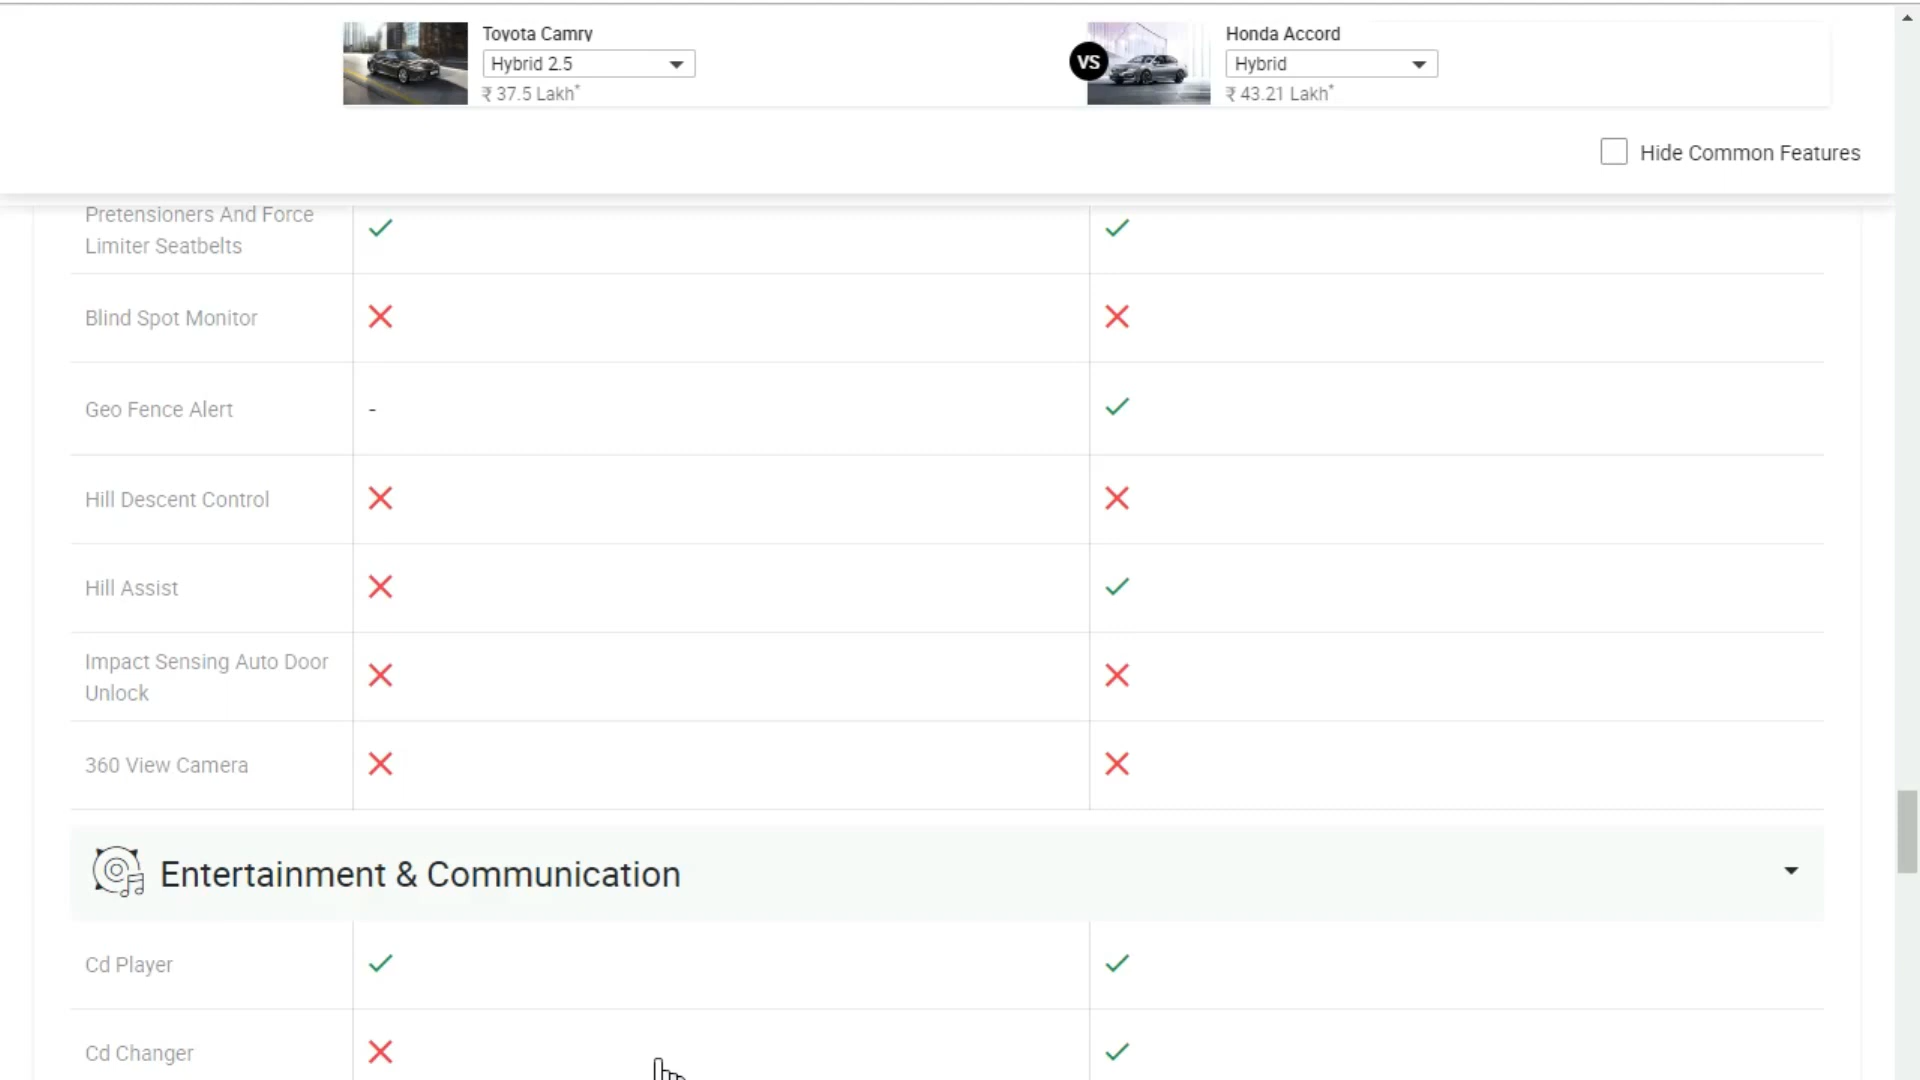 Toyota Camry
Hybrid 2.5
₹ 37.5 Lakh*
VS
Honda Accord
Hybrid
₹ 43.21 Lakh*
Hide Common Features
Pretensioners And Force
Limiter Seatbelts
Blind Spot Monitor
Geo Fence Alert
-
Hill Descent Control
Hill Assist
Impact Sensing Auto Door
Unlock
360 View Camera
Entertainment & Communication
Cd Player
Cd Changer